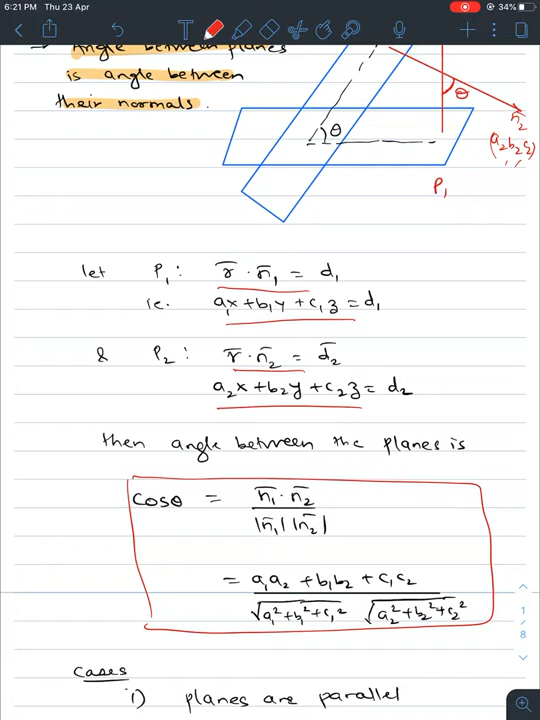 6:21 PM Thu 23 Apr
34%
→ Angle between planes
is angle between
their normals.
θ
θ
n̅₂
(a₂b₂c₂)
P₁
let P₁ : r̅ · n̅₁ = d₁
ie. a₁x + b₁y + c₁z = d₁
& P₂ : r̅ · n̅₂ = d̅₂
a₂x + b₂y + c₂z = d₂
then angle between the planes is
cosθ = n̅₁ · n̅₂ / |n̅₁| |n̅₂|
= a₁a₂ + b₁b₂ + c₁c₂ / √a₁²+b₁²+c₁² √a₂²+b₂²+c₂²
1
/
8
cases
i) planes are parallel